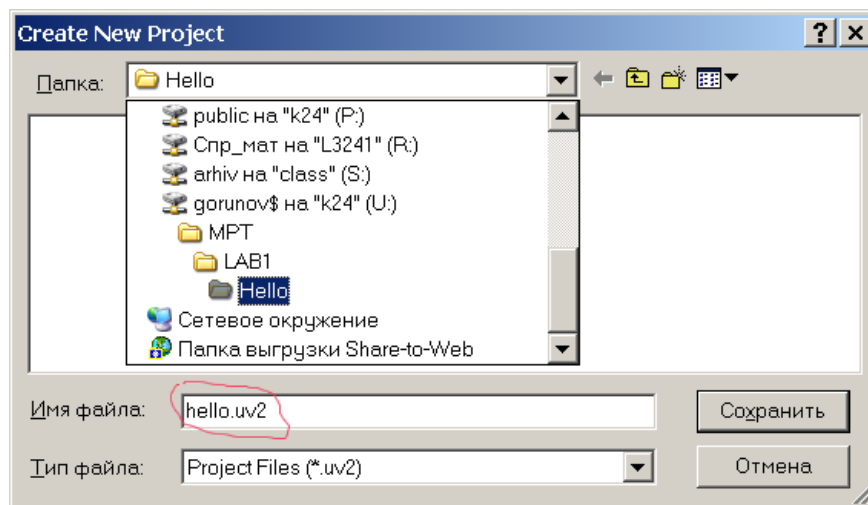 Create New Project
Папка: Hello
public на "k24" (P:)
Спр_мат на "L3241" (R:)
arhiv на "class" (S:)
gorunov$ на "k24" (U:)
MPT
LAB1
Hello
Сетевое окружение
Папка выгрузки Share-to-Web
Имя файла: hello.uv2 Сохранить
Тип файла: Project Files (*.uv2) Отмена